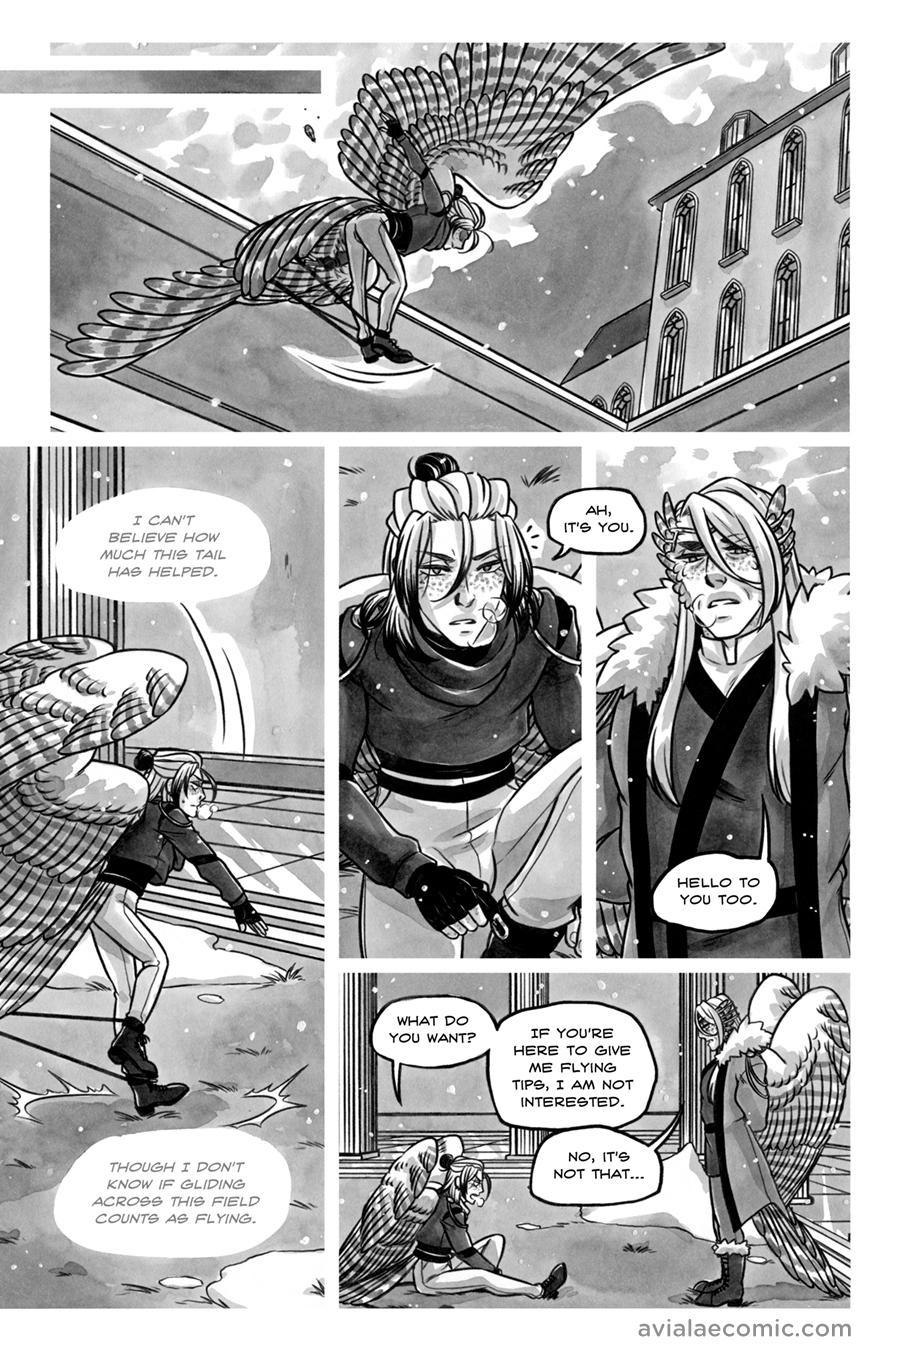 I CAN'T
BELIEVE HOW
MUCH THIS TAIL
HAS HELPED.
THOUGH I DON'T
KNOW IF GLIDING
ACROSS THIS FIELD
COUNTS AS FLYING.
AH,
IT'S YOU.
HELLO TO
YOU TOO.
WHAT DO
YOU WANT?
IF YOU'RE
HERE TO GIVE
ME FLYING
TIPS, I AM NOT
INTERESTED.
NO, IT'S
NOT THAT...
avialaecomic.com